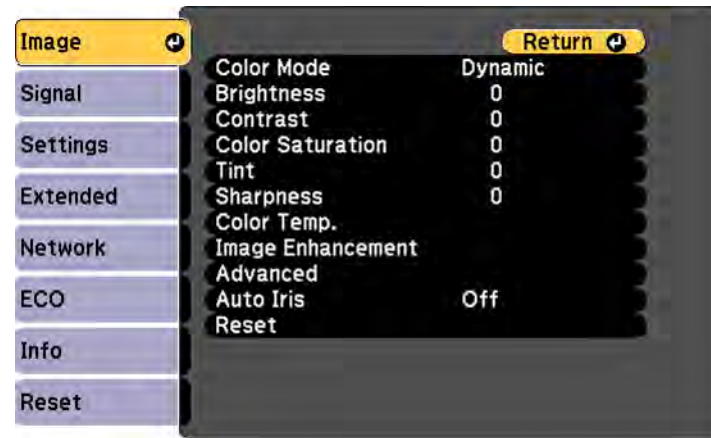 Image
Signal
Settings
Extended
Network
ECO
Info
Reset
Return
Color Mode Dynamic
Brightness 0
Contrast 0
Color Saturation 0
Tint 0
Sharpness 0
Color Temp.
Image Enhancement
Advanced
Auto Iris Off
Reset